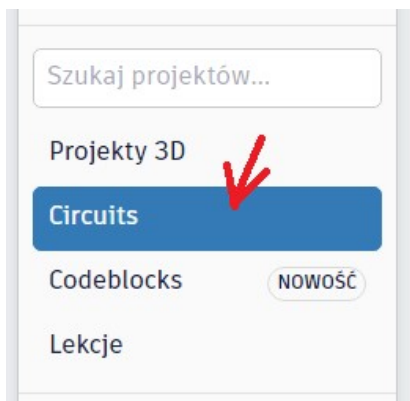 Szukaj projektów...
Projekty 3D
Circuits
Codeblocks NOWOŚĆ
Lekcje